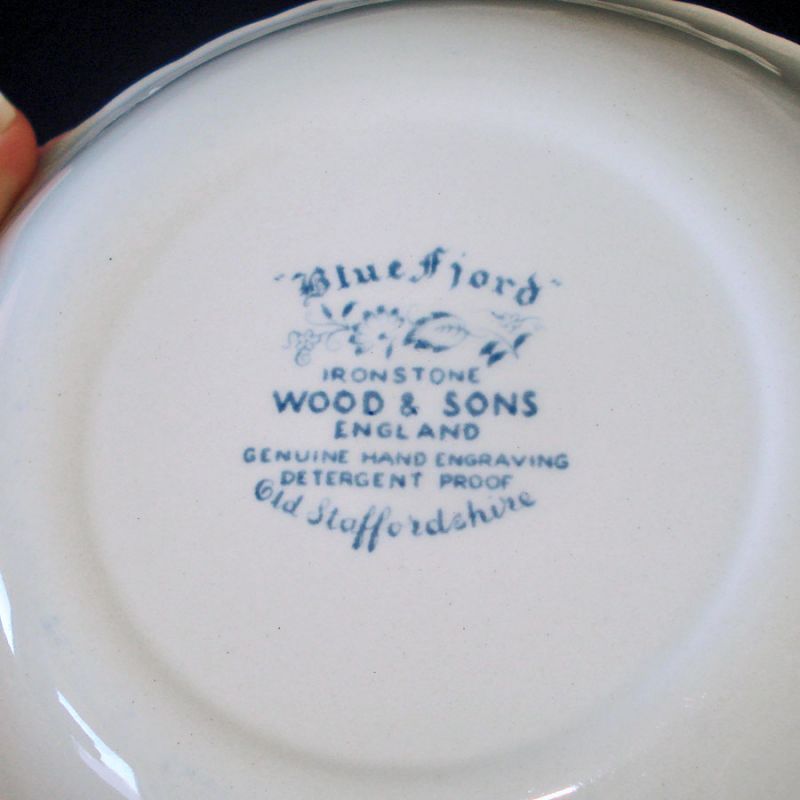 "Blue Fjord"
IRONSTONE
WOOD & SONS
ENGLAND
GENUINE HAND ENGRAVING
DETERGENT PROOF
Old Staffordshire